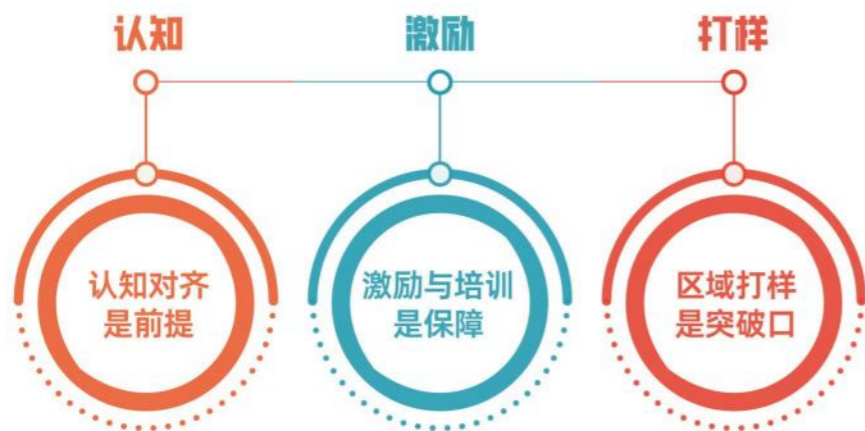 认知
激励
打样
认知对齐
是前提
激励与培训
是保障
区域打样
是突破口